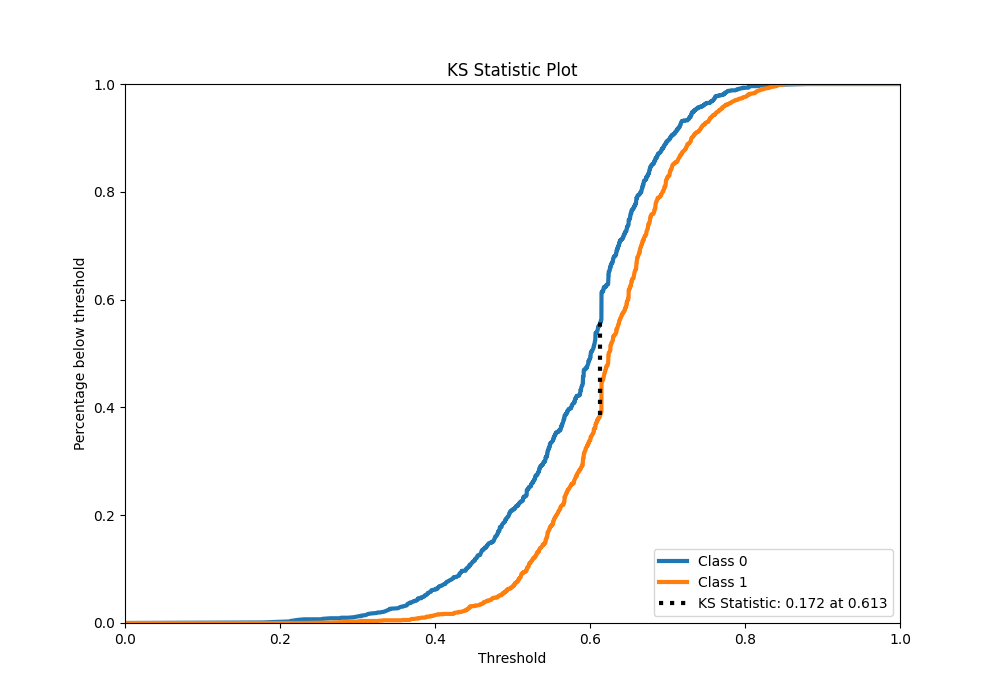 KS Statistic Plot
1.0
0.8
0.6
0.4
0.2
0.0
Percentage below threshold
0.0 0.2 0.4 0.6 0.8 1.0
Threshold
Class 0
Class 1
KS Statistic: 0.172 at 0.613